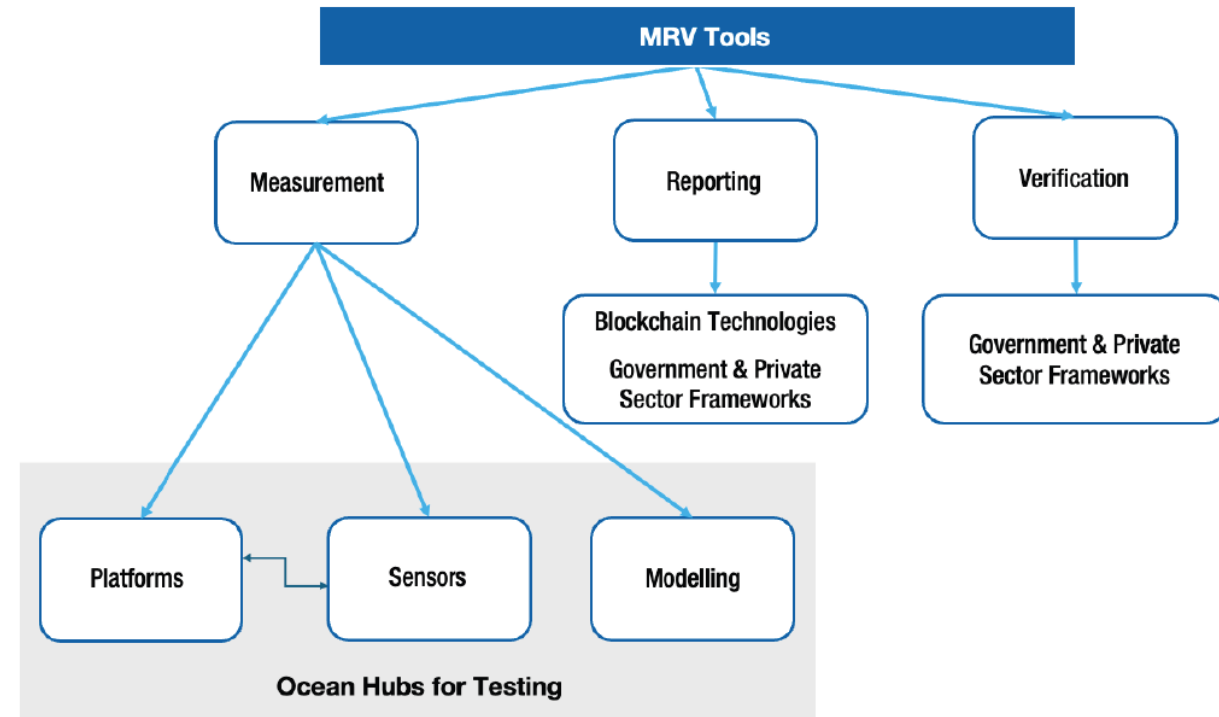 MRV Tools
Measurement
Reporting
Verification
Blockchain Technologies
Government & Private
Sector Frameworks
Government & Private
Sector Frameworks
Platforms
Sensors
Modelling
Ocean Hubs for Testing